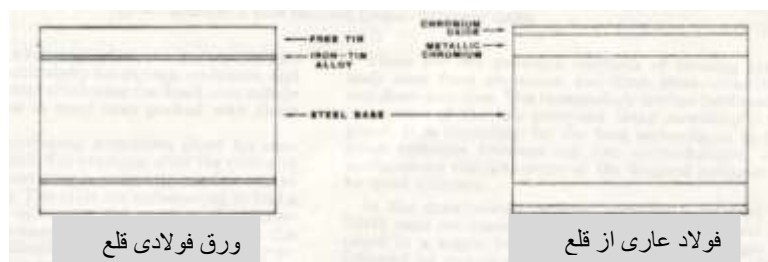 FREE TIN
IRON-TIN
ALLOY
STEEL BASE
CHROMIUM
OXIDE
METALLIC
CHROMIUM
ورق فولادی قلع
فولاد عاری از قلع